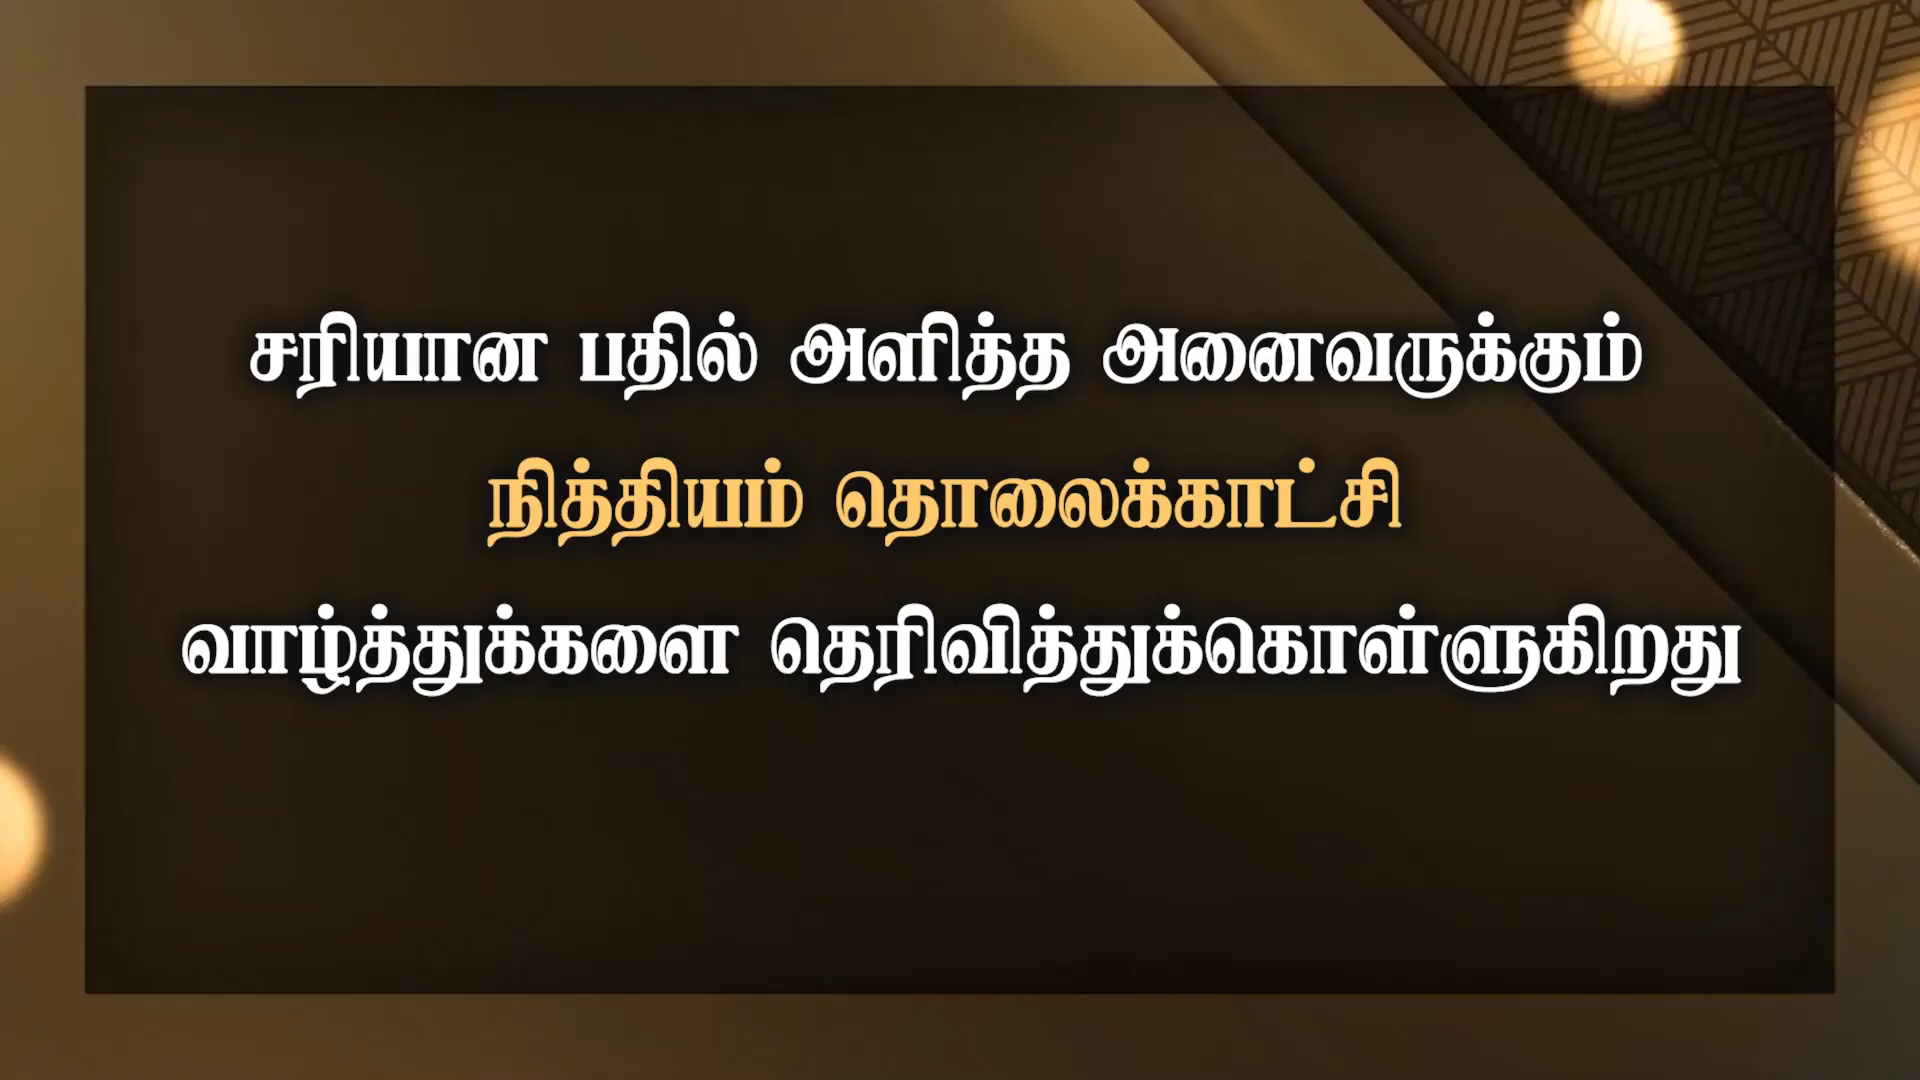 சரியான பதில் அளித்த அனைவருக்கும்
நித்தியம் தொலைக்காட்சி
வாழ்த்துக்களை தெரிவித்துக்கொள்ளுகிறது